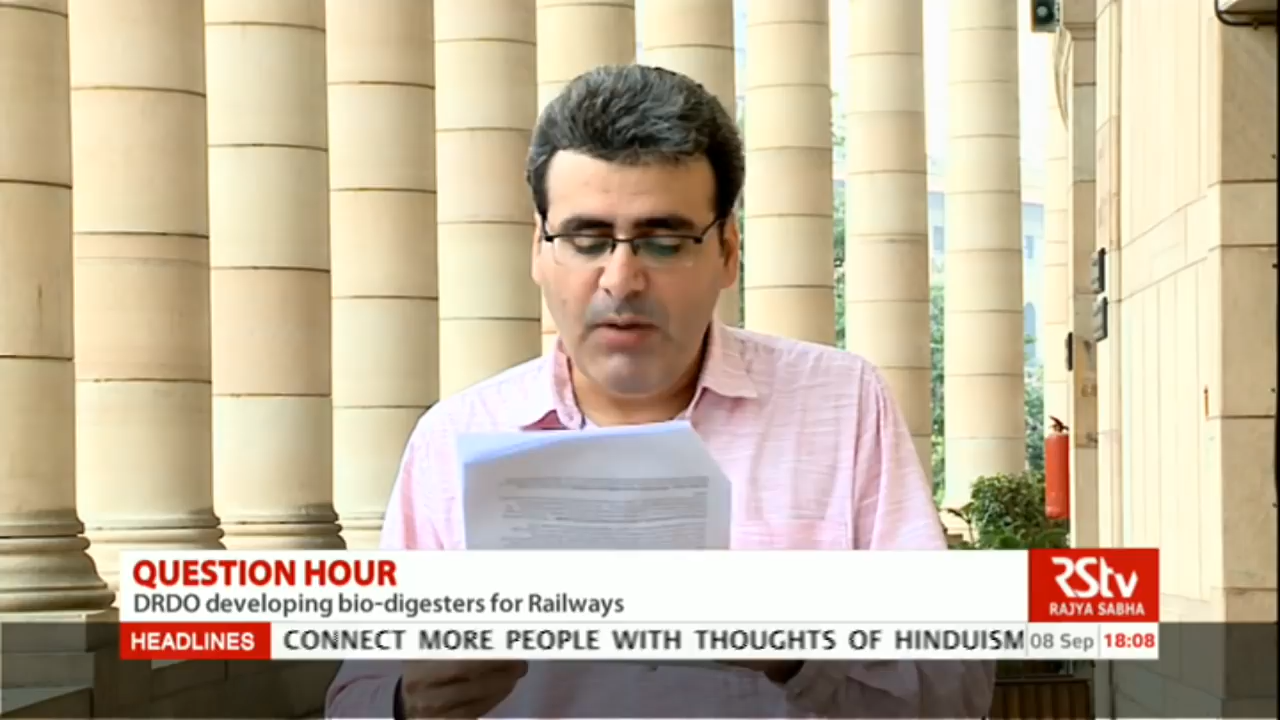 QUESTION HOUR
DRDO developing bio-digesters for Railways
RStv
RAJYA SABHA
HEADLINES CONNECT MORE PEOPLE WITH THOUGHTS OF HINDUISM 08 Sep 18:08